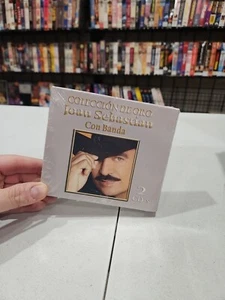 COLECCIÓN DE ORO
Joan Sebastian
Con Banda